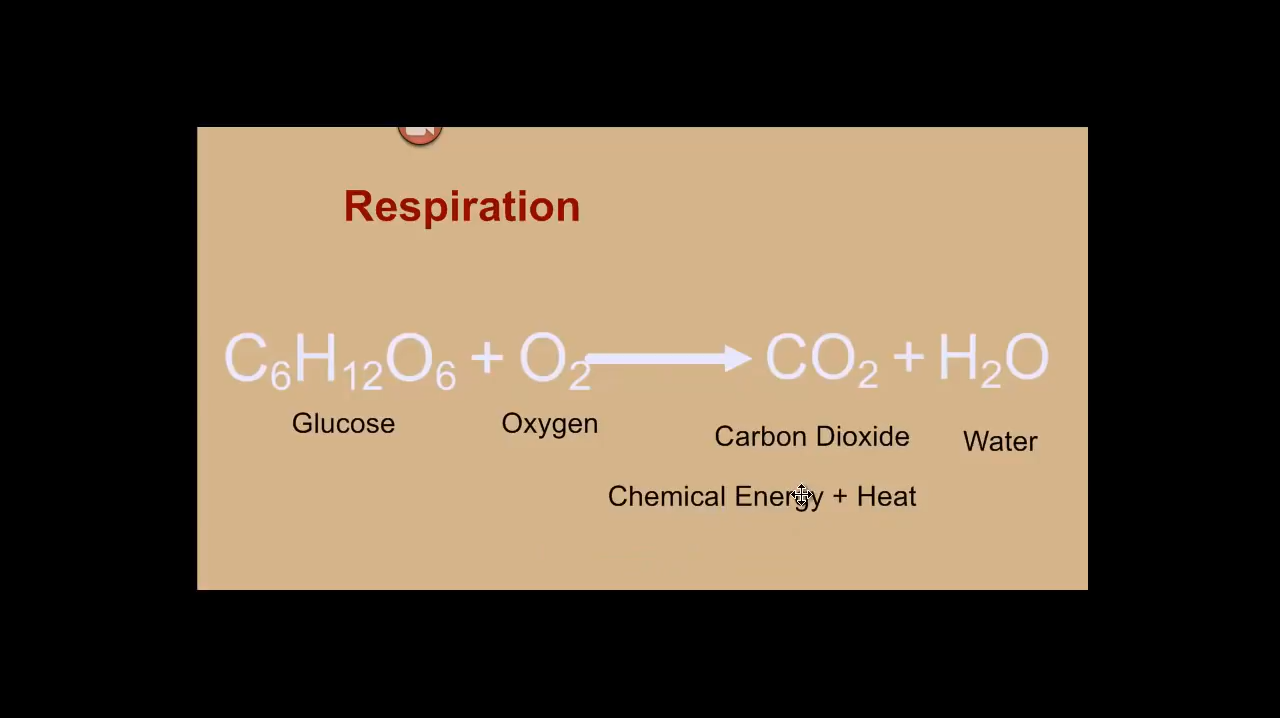 Respiration
C₆H₁₂O₆ + O₂ → CO₂ + H₂O
Glucose Oxygen Carbon Dioxide Water
Chemical Energy + Heat